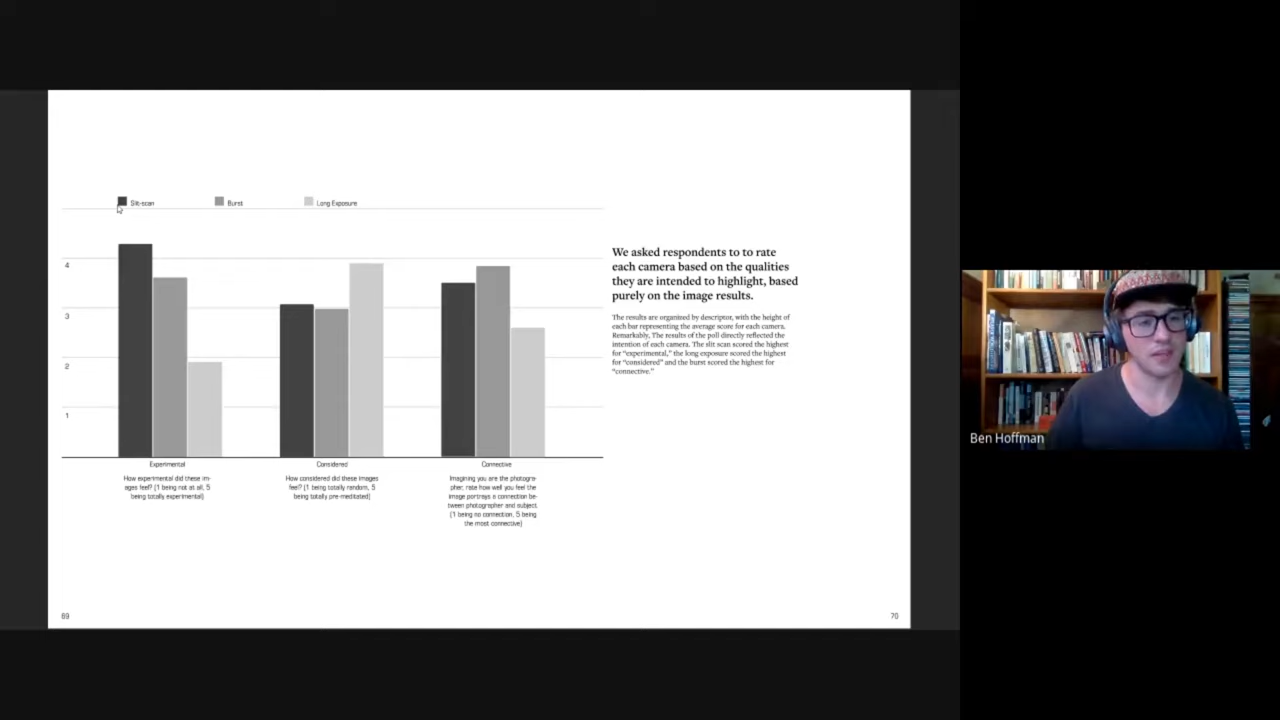 Slit-scan
Burst
Long Exposure
4
3
2
1
Experimental
Considered
Connective
How experimental did these im-
ages feel? (1 being not at all, 5
being totally experimental)
How considered did these images
feel? (1 being totally random, 5
being totally pre-meditated)
Imagining you are the photogra-
pher, rate how well you feel the
image portrays a connection be-
tween photographer and subject
(1 being no connection, 5 being
the most connective)
We asked respondents to to rate
each camera based on the qualities
they are intended to highlight, based
purely on the image results.
The results are organized by descriptor, with the height of
each bar representing the average score for each camera.
Remarkably, The results of the poll directly reflected the
intention of each camera. The slit scan scored the highest
for “experimental,” the long exposure scored the highest
for “considered” and the burst scored the highest for
“connective.”
69
70
Ben Hoffman